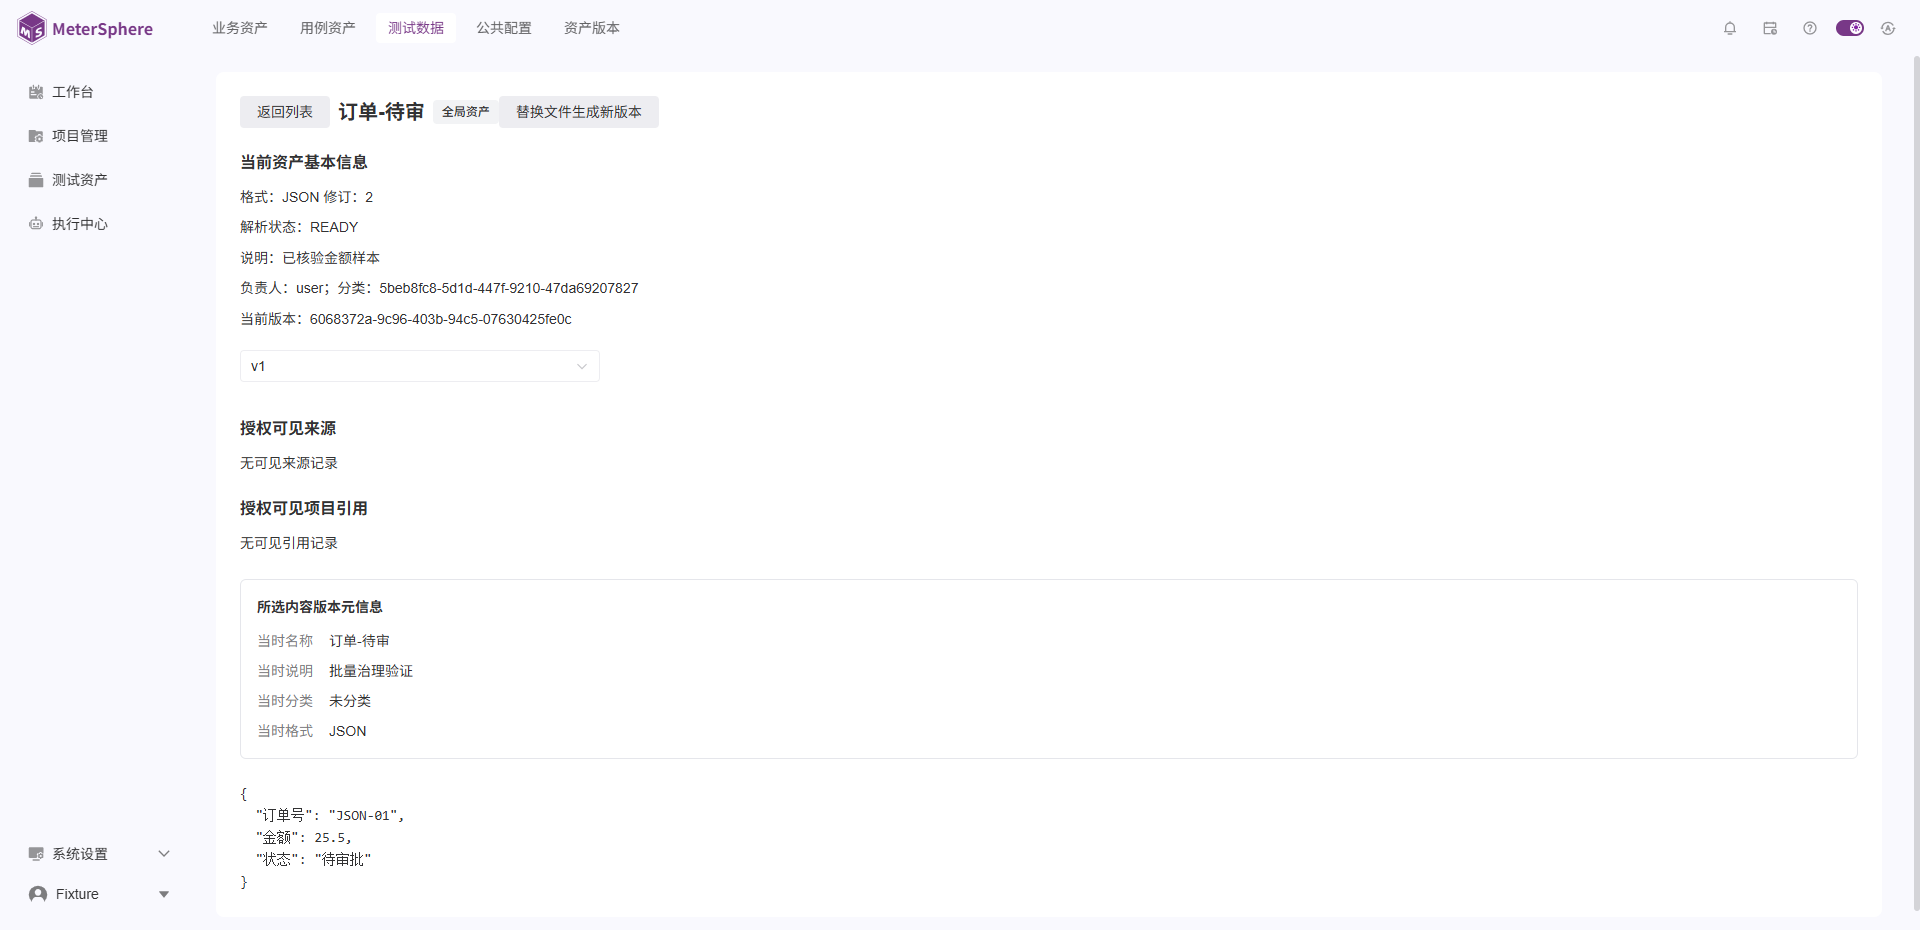 MeterSphere
业务资产 用例资产 测试数据 公共配置 资产版本
工作台
项目管理
测试资产
执行中心
返回列表 订单-待审 全局资产 替换文件生成新版本
当前资产基本信息
格式：JSON 修订：2
解析状态：READY
说明：已核验金额样本
负责人：user；分类：5beb8fc8-5d1d-447f-9210-47da69207827
当前版本：6068372a-9c96-403b-94c5-07630425fe0c
v1
授权可见来源
无可见来源记录
授权可见项目引用
无可见引用记录
所选内容版本元信息
当时名称 订单-待审
当时说明 批量治理验证
当时分类 未分类
当时格式 JSON
{
"订单号": "JSON-01",
"金额": 25.5,
"状态": "待审批"
}
系统设置
Fixture